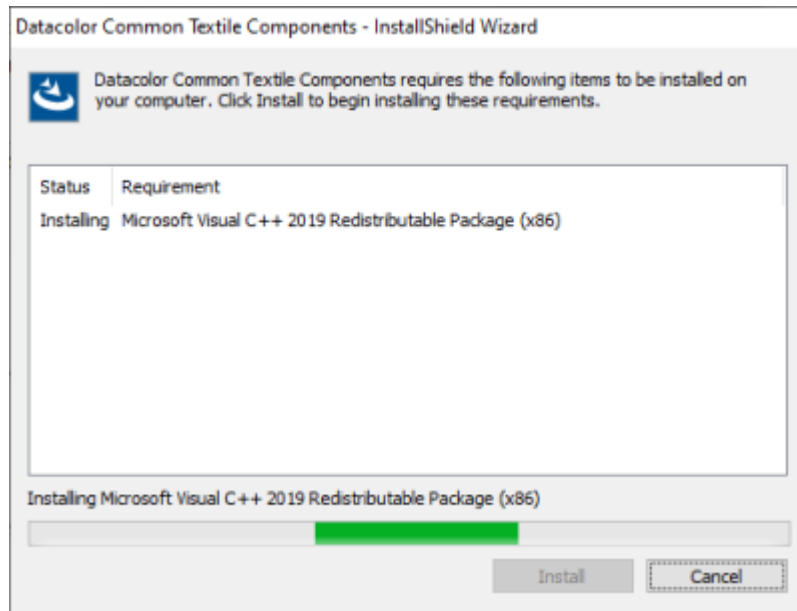 Datacolor Common Textile Components - InstallShield Wizard
Datacolor Common Textile Components requires the following items to be installed on
your computer. Click Install to begin installing these requirements.
Status Requirement
Installing Microsoft Visual C++ 2019 Redistributable Package (x86)
Installing Microsoft Visual C++ 2019 Redistributable Package (x86)
Install Cancel